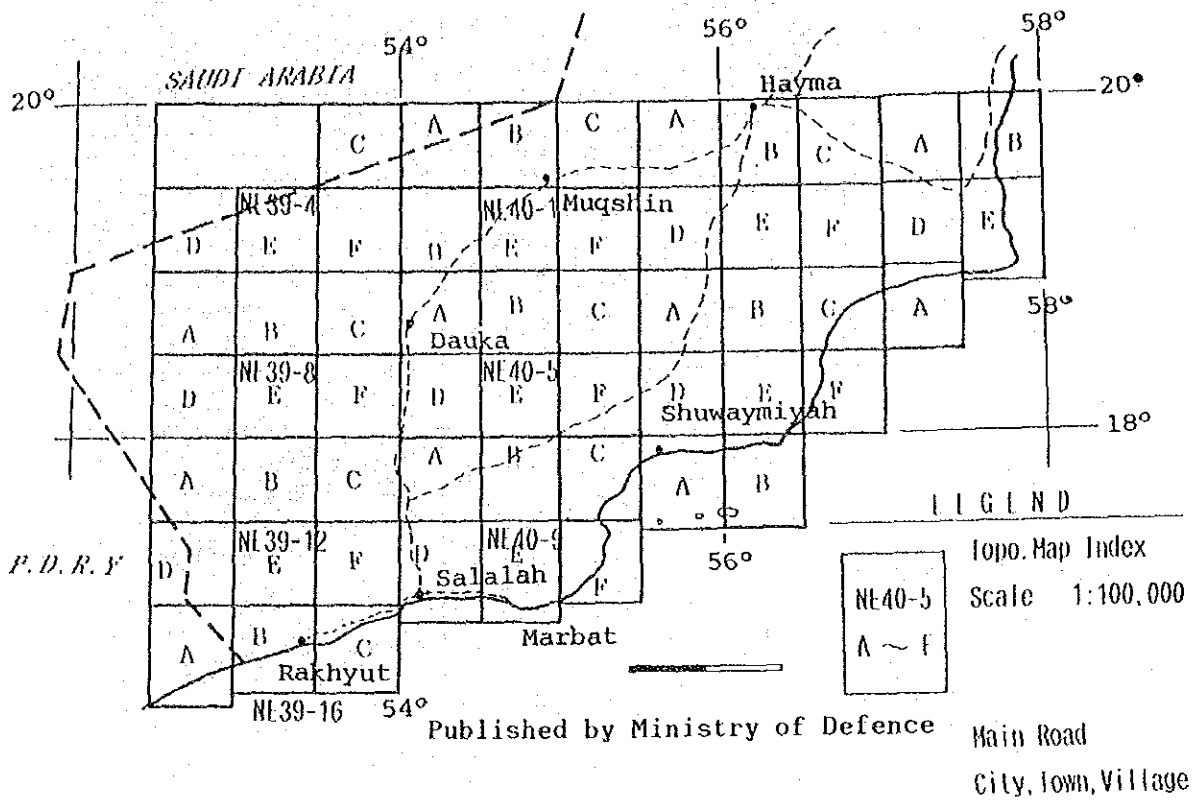 54° 56° 58°
SAUDI ARABIA
20° Hayma 20°
C A B C A B C A B
NE39-4 NE40-1 Muqshin
D E F D E F D E F D E
A B C A B C A B C A
58°
Dauka
NE39-8 NE40-5
D E F D E F D E F
Shuwaymiyah
18°
A B C A B C
A B
LEGEND
NE39-12 NE40-9
P.D.R.Y D E F D E F
56°
Topo. Map Index
Salalah
NE40-5 Scale 1:100,000
A ~ F
Marbat
A B C
Rakhyut
NE39-16 54°
Published by Ministry of Defence
Main Road
City, Town, Village